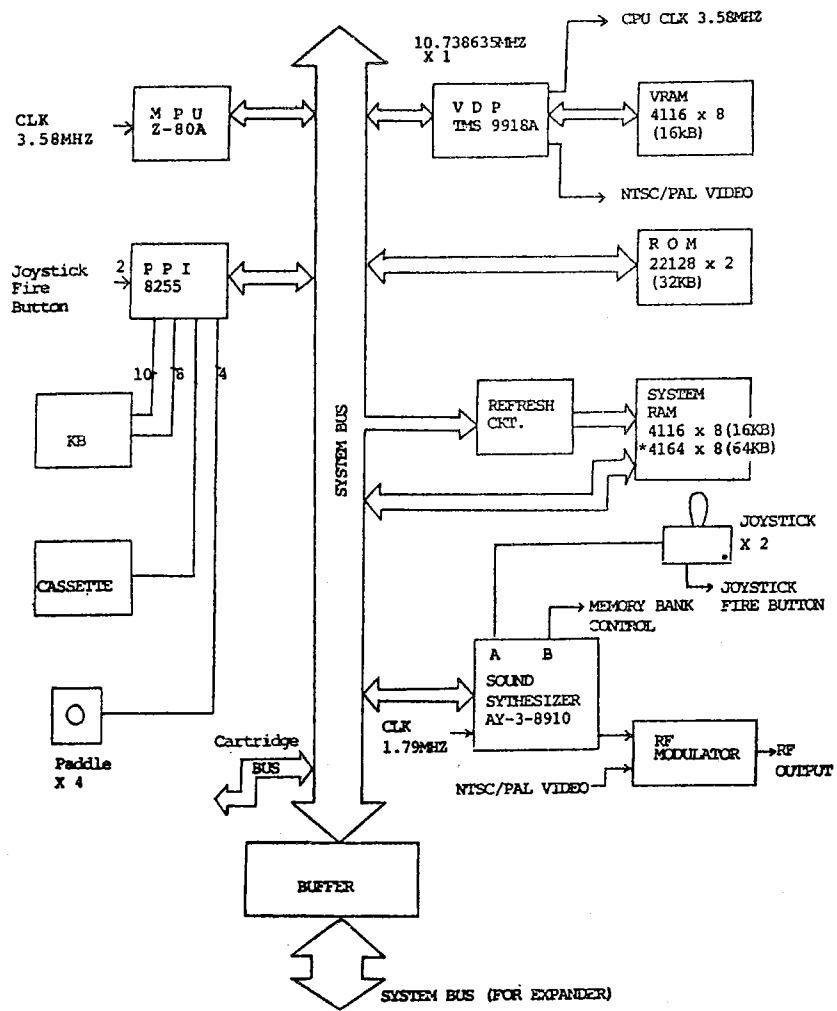 CPU CLK 3.58MHZ
10.738635MHZ
X 1
CLK
3.58MHZ
M P U
Z-80A
V D P
TMS 9918A
VRAM
4116 x 8
(16kB)
NTSC/PAL VIDEO
Joystick
Fire
Button
2
P P I
8255
R O M
22128 x 2
(32KB)
10
8
4
KB
SYSTEM BUS
REFRESH
CKT.
SYSTEM
RAM
4116 x 8(16KB)
*4164 x 8(64KB)
JOYSTICK
X 2
CASSETTE
JOYSTICK
FIRE BUTTON
MEMORY BANK
CONTROL
A B
SOUND
SYTHESIZER
AY-3-8910
CLK
1.79MHZ
Paddle
X 4
Cartridge
BUS
RF
MODULATOR
RF
OUTPUT
NTSC/PAL VIDEO
BUFFER
SYSTEM BUS (FOR EXPANDER)